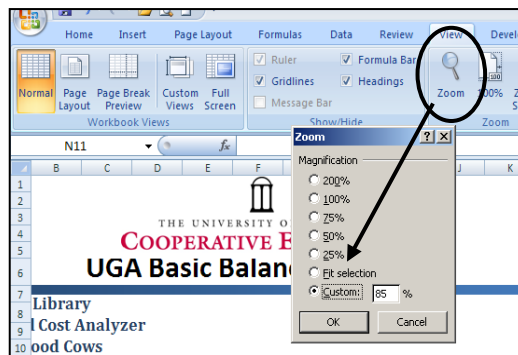 Home Insert Page Layout Formulas Data Review View Devel
Ruler Formula Bar
Gridlines Headings
Message Bar
Normal Page Layout Page Break Preview Custom Views Full Screen
Zoom 100%
Workbook Views Show/Hide Zoom
N11 fx
B C D E F J K
Zoom
Magnification
200%
100%
75%
50%
25%
Fit selection
Custom: 85 %
OK Cancel
1
2
3
4
5
6
7
8
9
10
THE UNIVERSITY O
COOPERATIVE E
UGA Basic Balan
Library
l Cost Analyzer
ood Cows